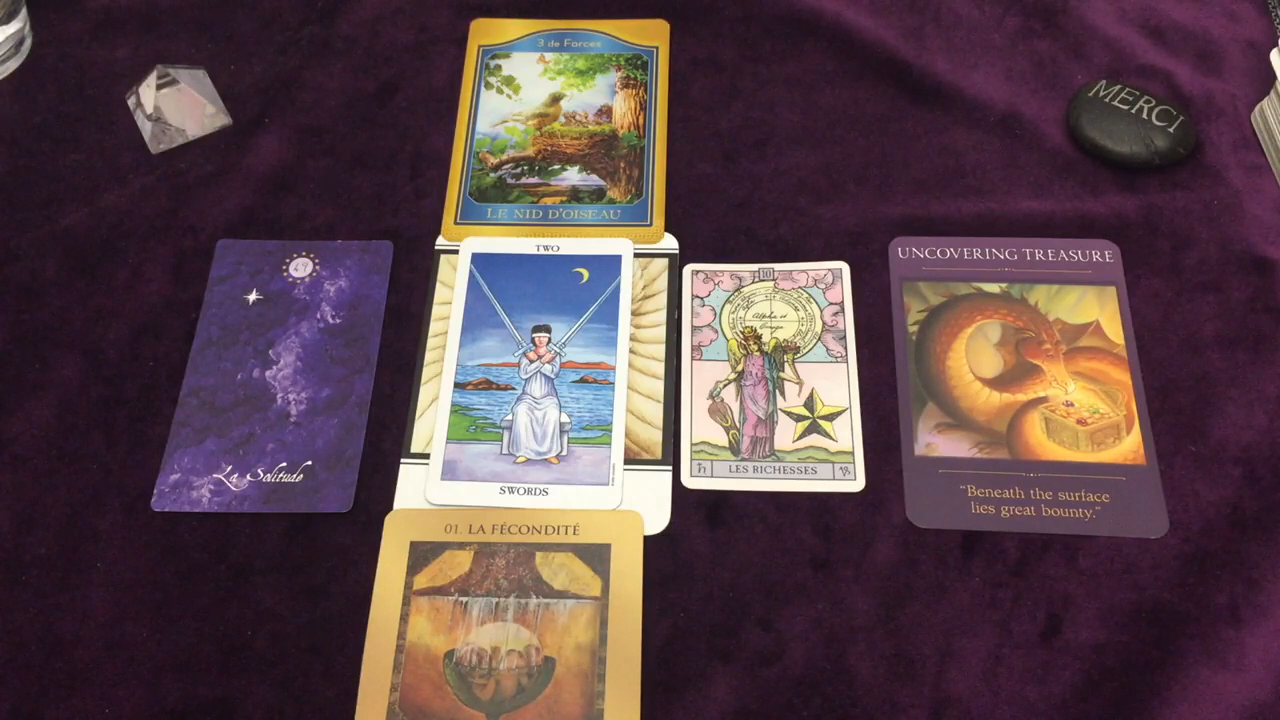 3 de Forces
LE NID D'OISEAU
MERCI
49
La Solitude
TWO
SWORDS
10
Alpha et
Omega
LES RICHESSES
♄
♑
UNCOVERING TREASURE
“Beneath the surface
lies great bounty.”
01. LA FÉCONDITÉ